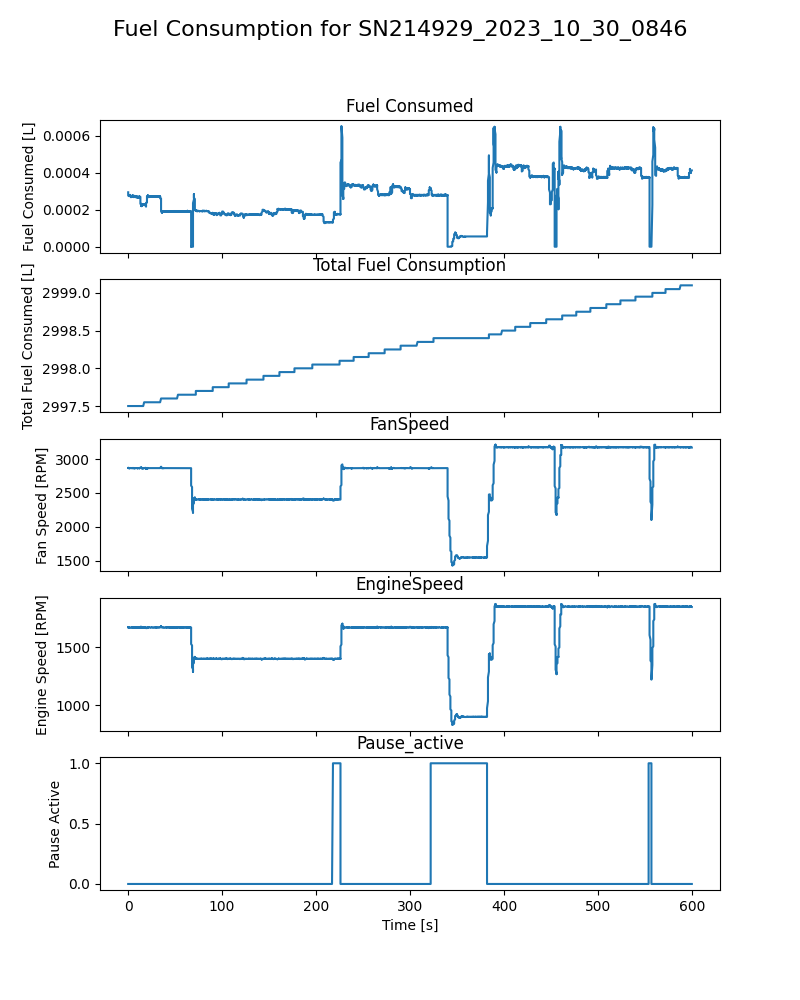 Fuel Consumption for SN214929_2023_10_30_0846
Fuel Consumed
Fuel Consumed [L]
0.0006
0.0004
0.0002
0.0000
Total Fuel Consumption
Total Fuel Consumed [L]
2999.0
2998.5
2998.0
2997.5
FanSpeed
Fan Speed [RPM]
3000
2500
2000
1500
EngineSpeed
Engine Speed [RPM]
1500
1000
Pause_active
Pause Active
1.0
0.5
0.0
0 100 200 300 400 500 600
Time [s]